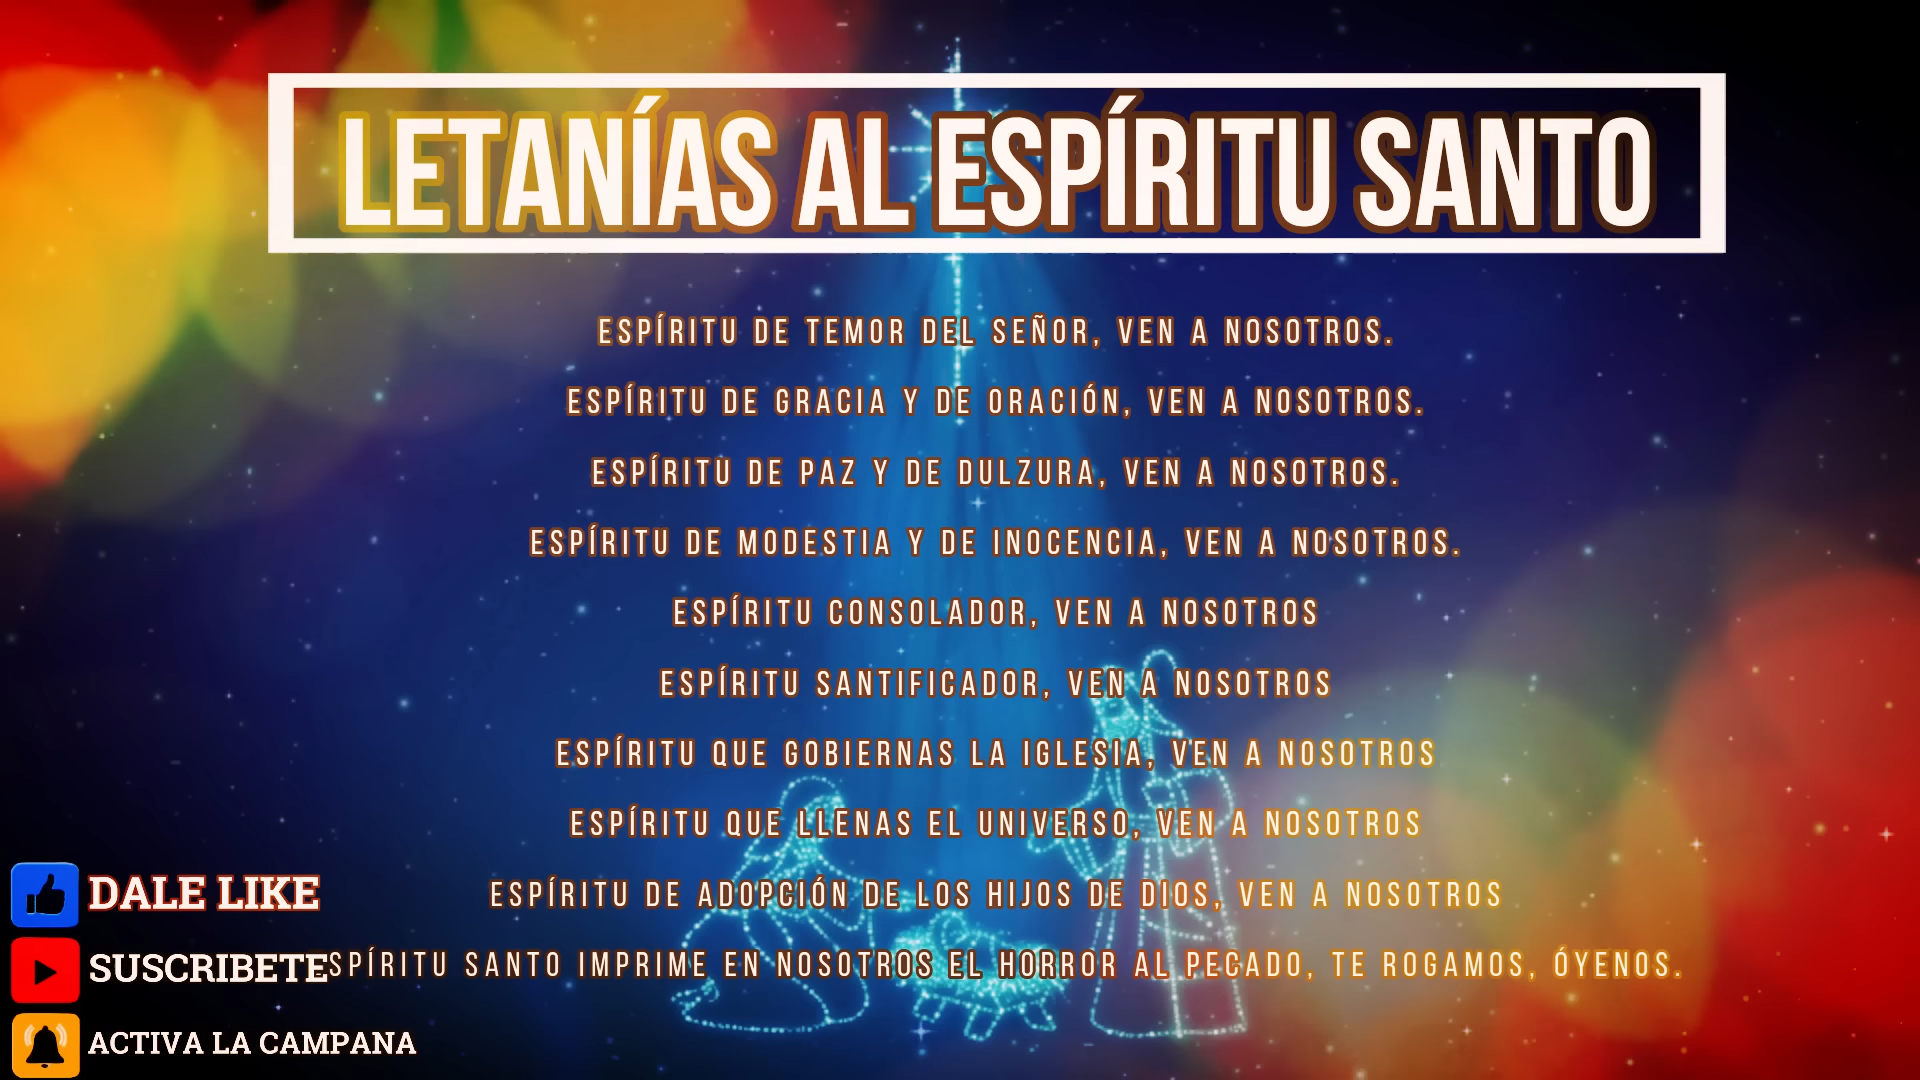 LETANÍAS AL ESPÍRITU SANTO
ESPÍRITU DE TEMOR DEL SEÑOR, VEN A NOSOTROS.
ESPÍRITU DE GRACIA Y DE ORACIÓN, VEN A NOSOTROS.
ESPÍRITU DE PAZ Y DE DULZURA, VEN A NOSOTROS.
ESPÍRITU DE MODESTIA Y DE INOCENCIA, VEN A NOSOTROS.
ESPÍRITU CONSOLADOR, VEN A NOSOTROS
ESPÍRITU SANTIFICADOR, VEN A NOSOTROS
ESPÍRITU QUE GOBIERNAS LA IGLESIA, VEN A NOSOTROS
ESPÍRITU QUE LLENAS EL UNIVERSO, VEN A NOSOTROS
ESPÍRITU DE ADOPCIÓN DE LOS HIJOS DE DIOS, VEN A NOSOTROS
SPÍRITU SANTO IMPRIME EN NOSOTROS EL HORROR AL PECADO, TE ROGAMOS, ÓYENOS.
DALE LIKE
SUSCRIBETE
ACTIVA LA CAMPANA